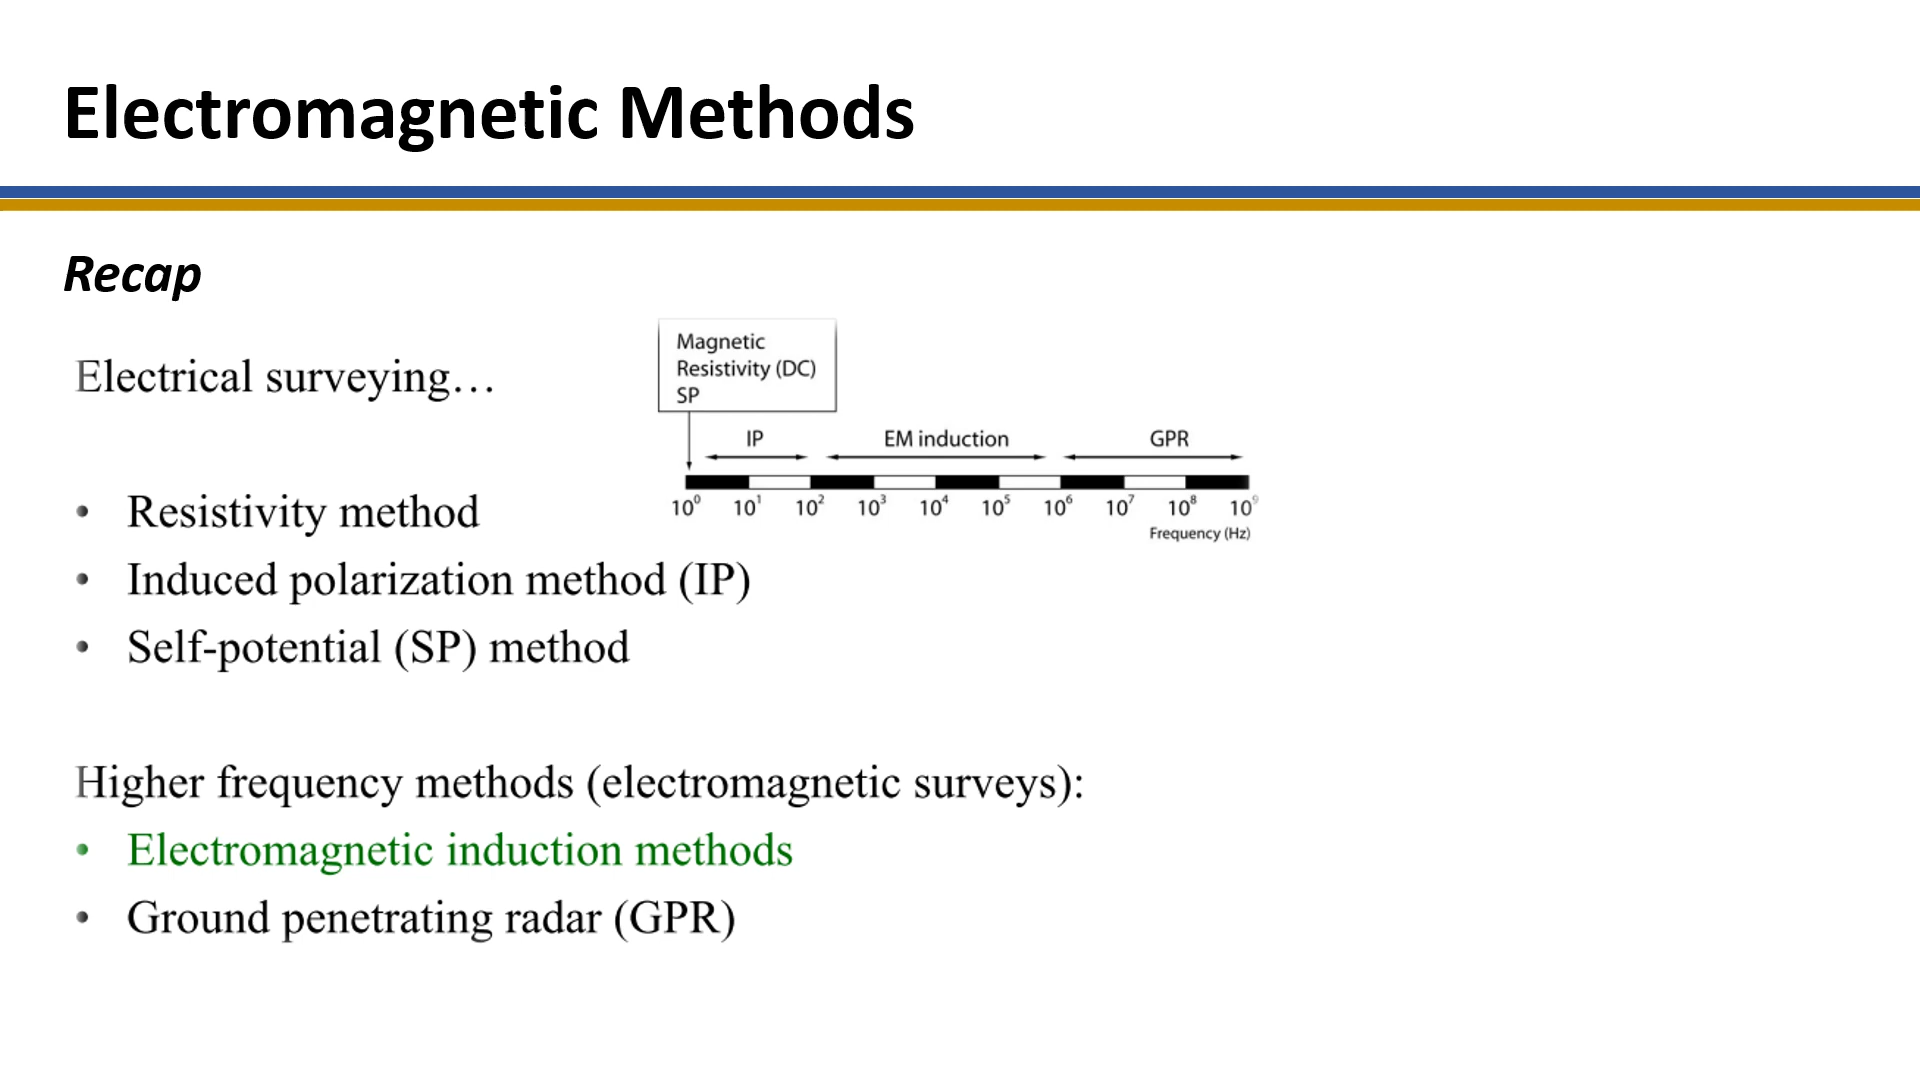 Electromagnetic Methods
Recap
Electrical surveying…
Magnetic
Resistivity (DC)
SP
IP EM induction GPR
10⁰ 10¹ 10² 10³ 10⁴ 10⁵ 10⁶ 10⁷ 10⁸ 10⁹
Frequency (Hz)
• Resistivity method
• Induced polarization method (IP)
• Self-potential (SP) method
Higher frequency methods (electromagnetic surveys):
• Electromagnetic induction methods
• Ground penetrating radar (GPR)